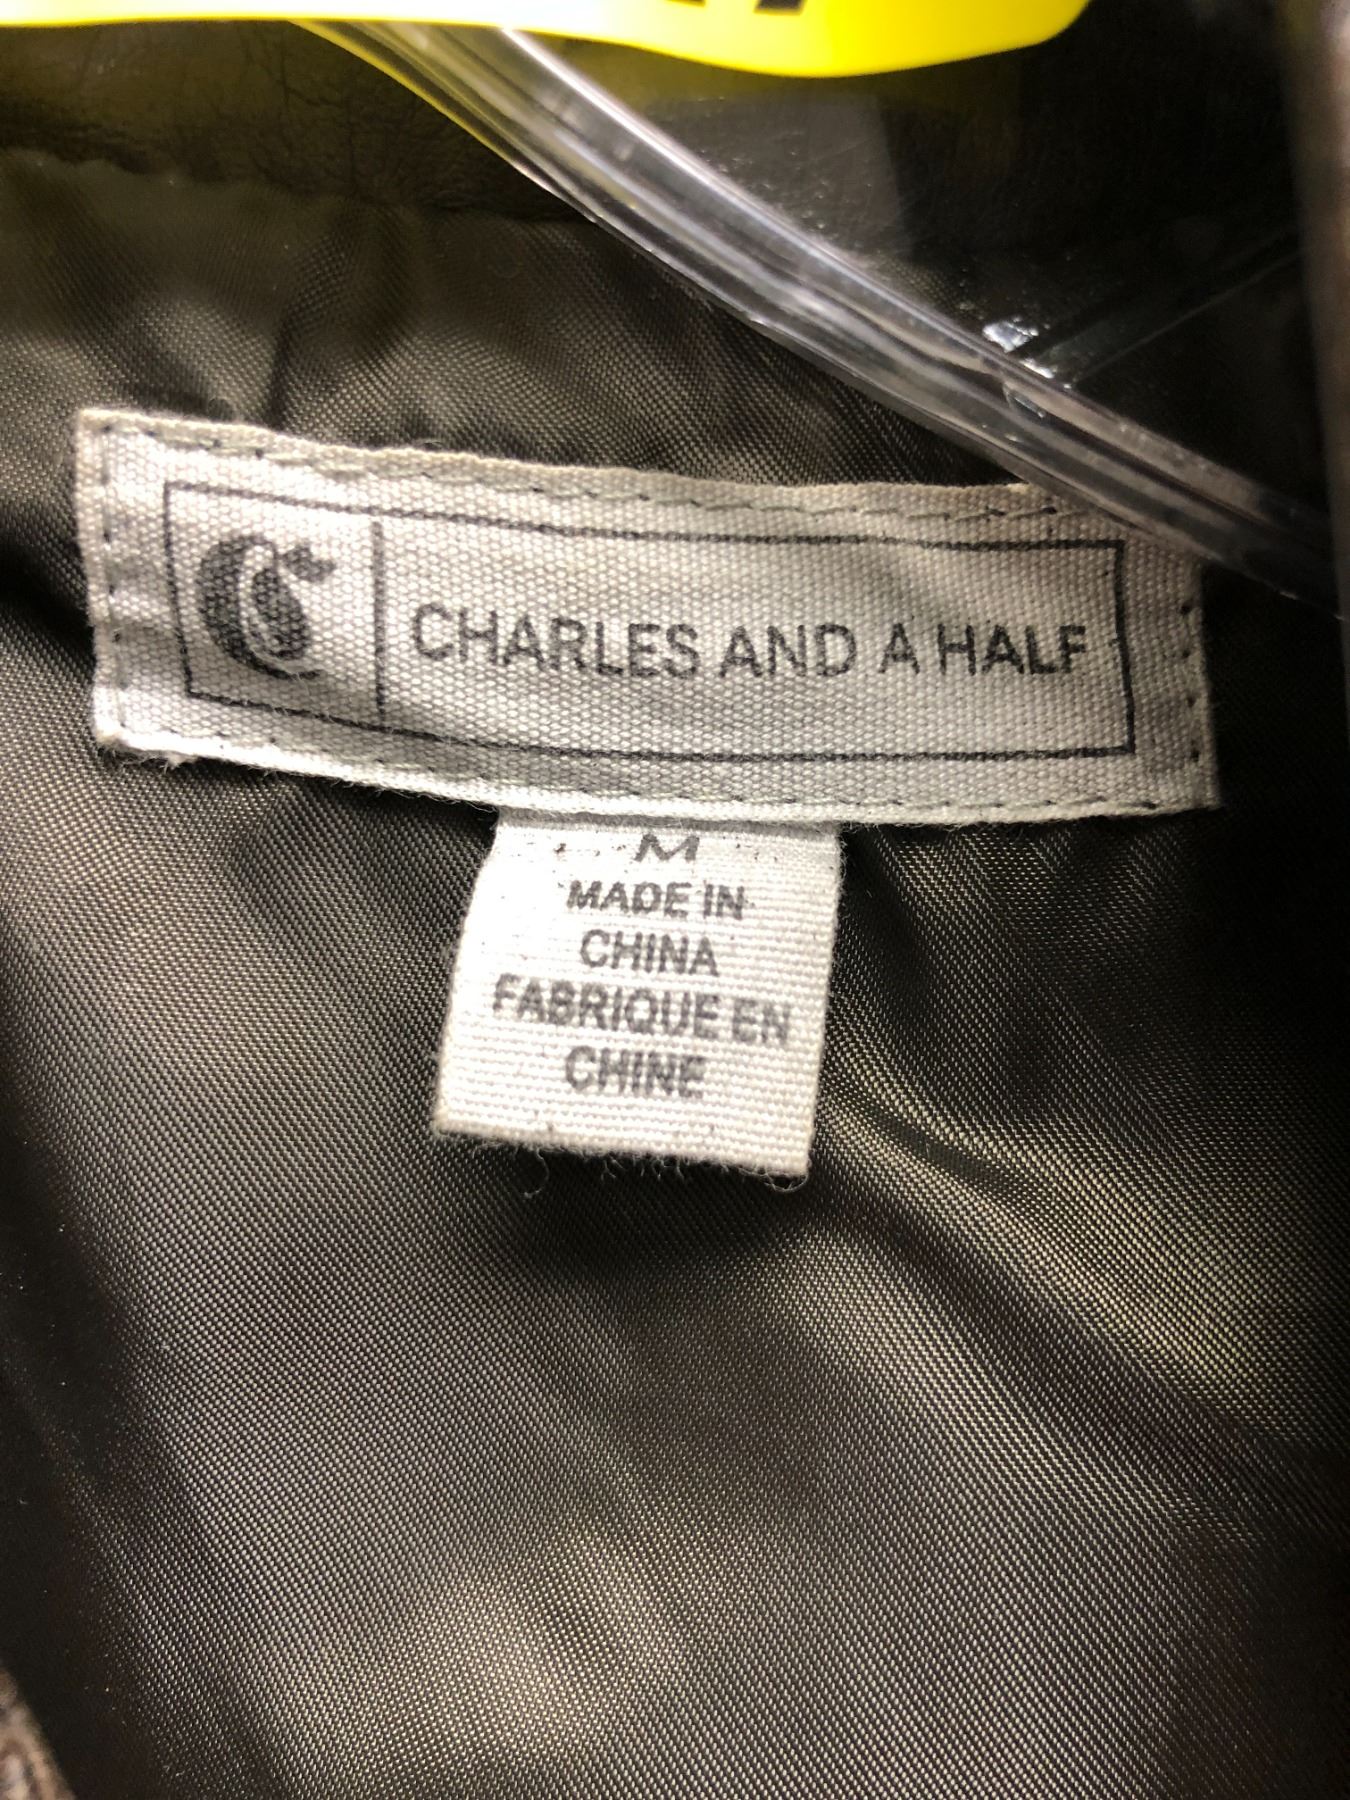 C
CHARLES AND A HALF
M
MADE IN
CHINA
FABRIQUE EN
CHINE